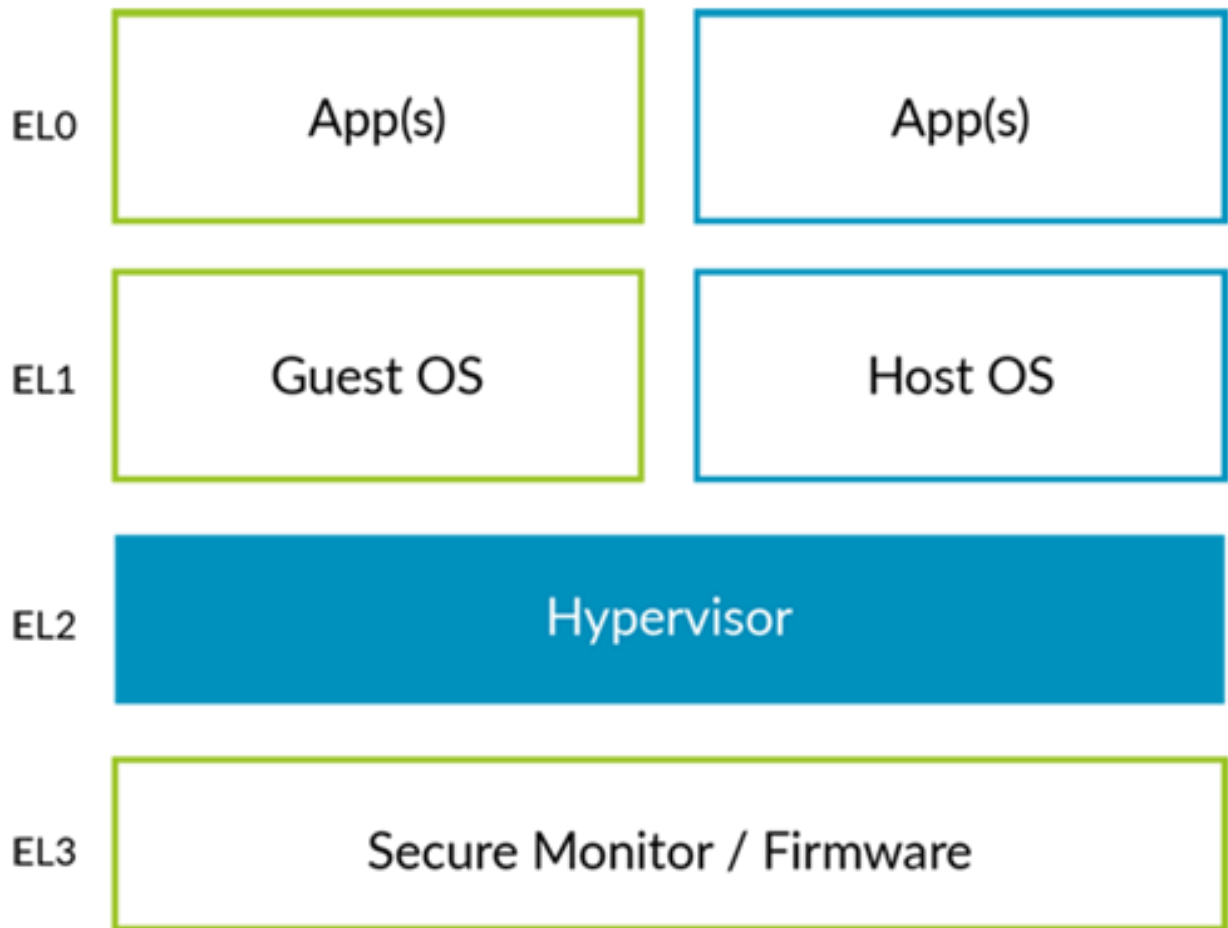 EL0
App(s)
App(s)
EL1
Guest OS
Host OS
EL2
Hypervisor
EL3
Secure Monitor / Firmware